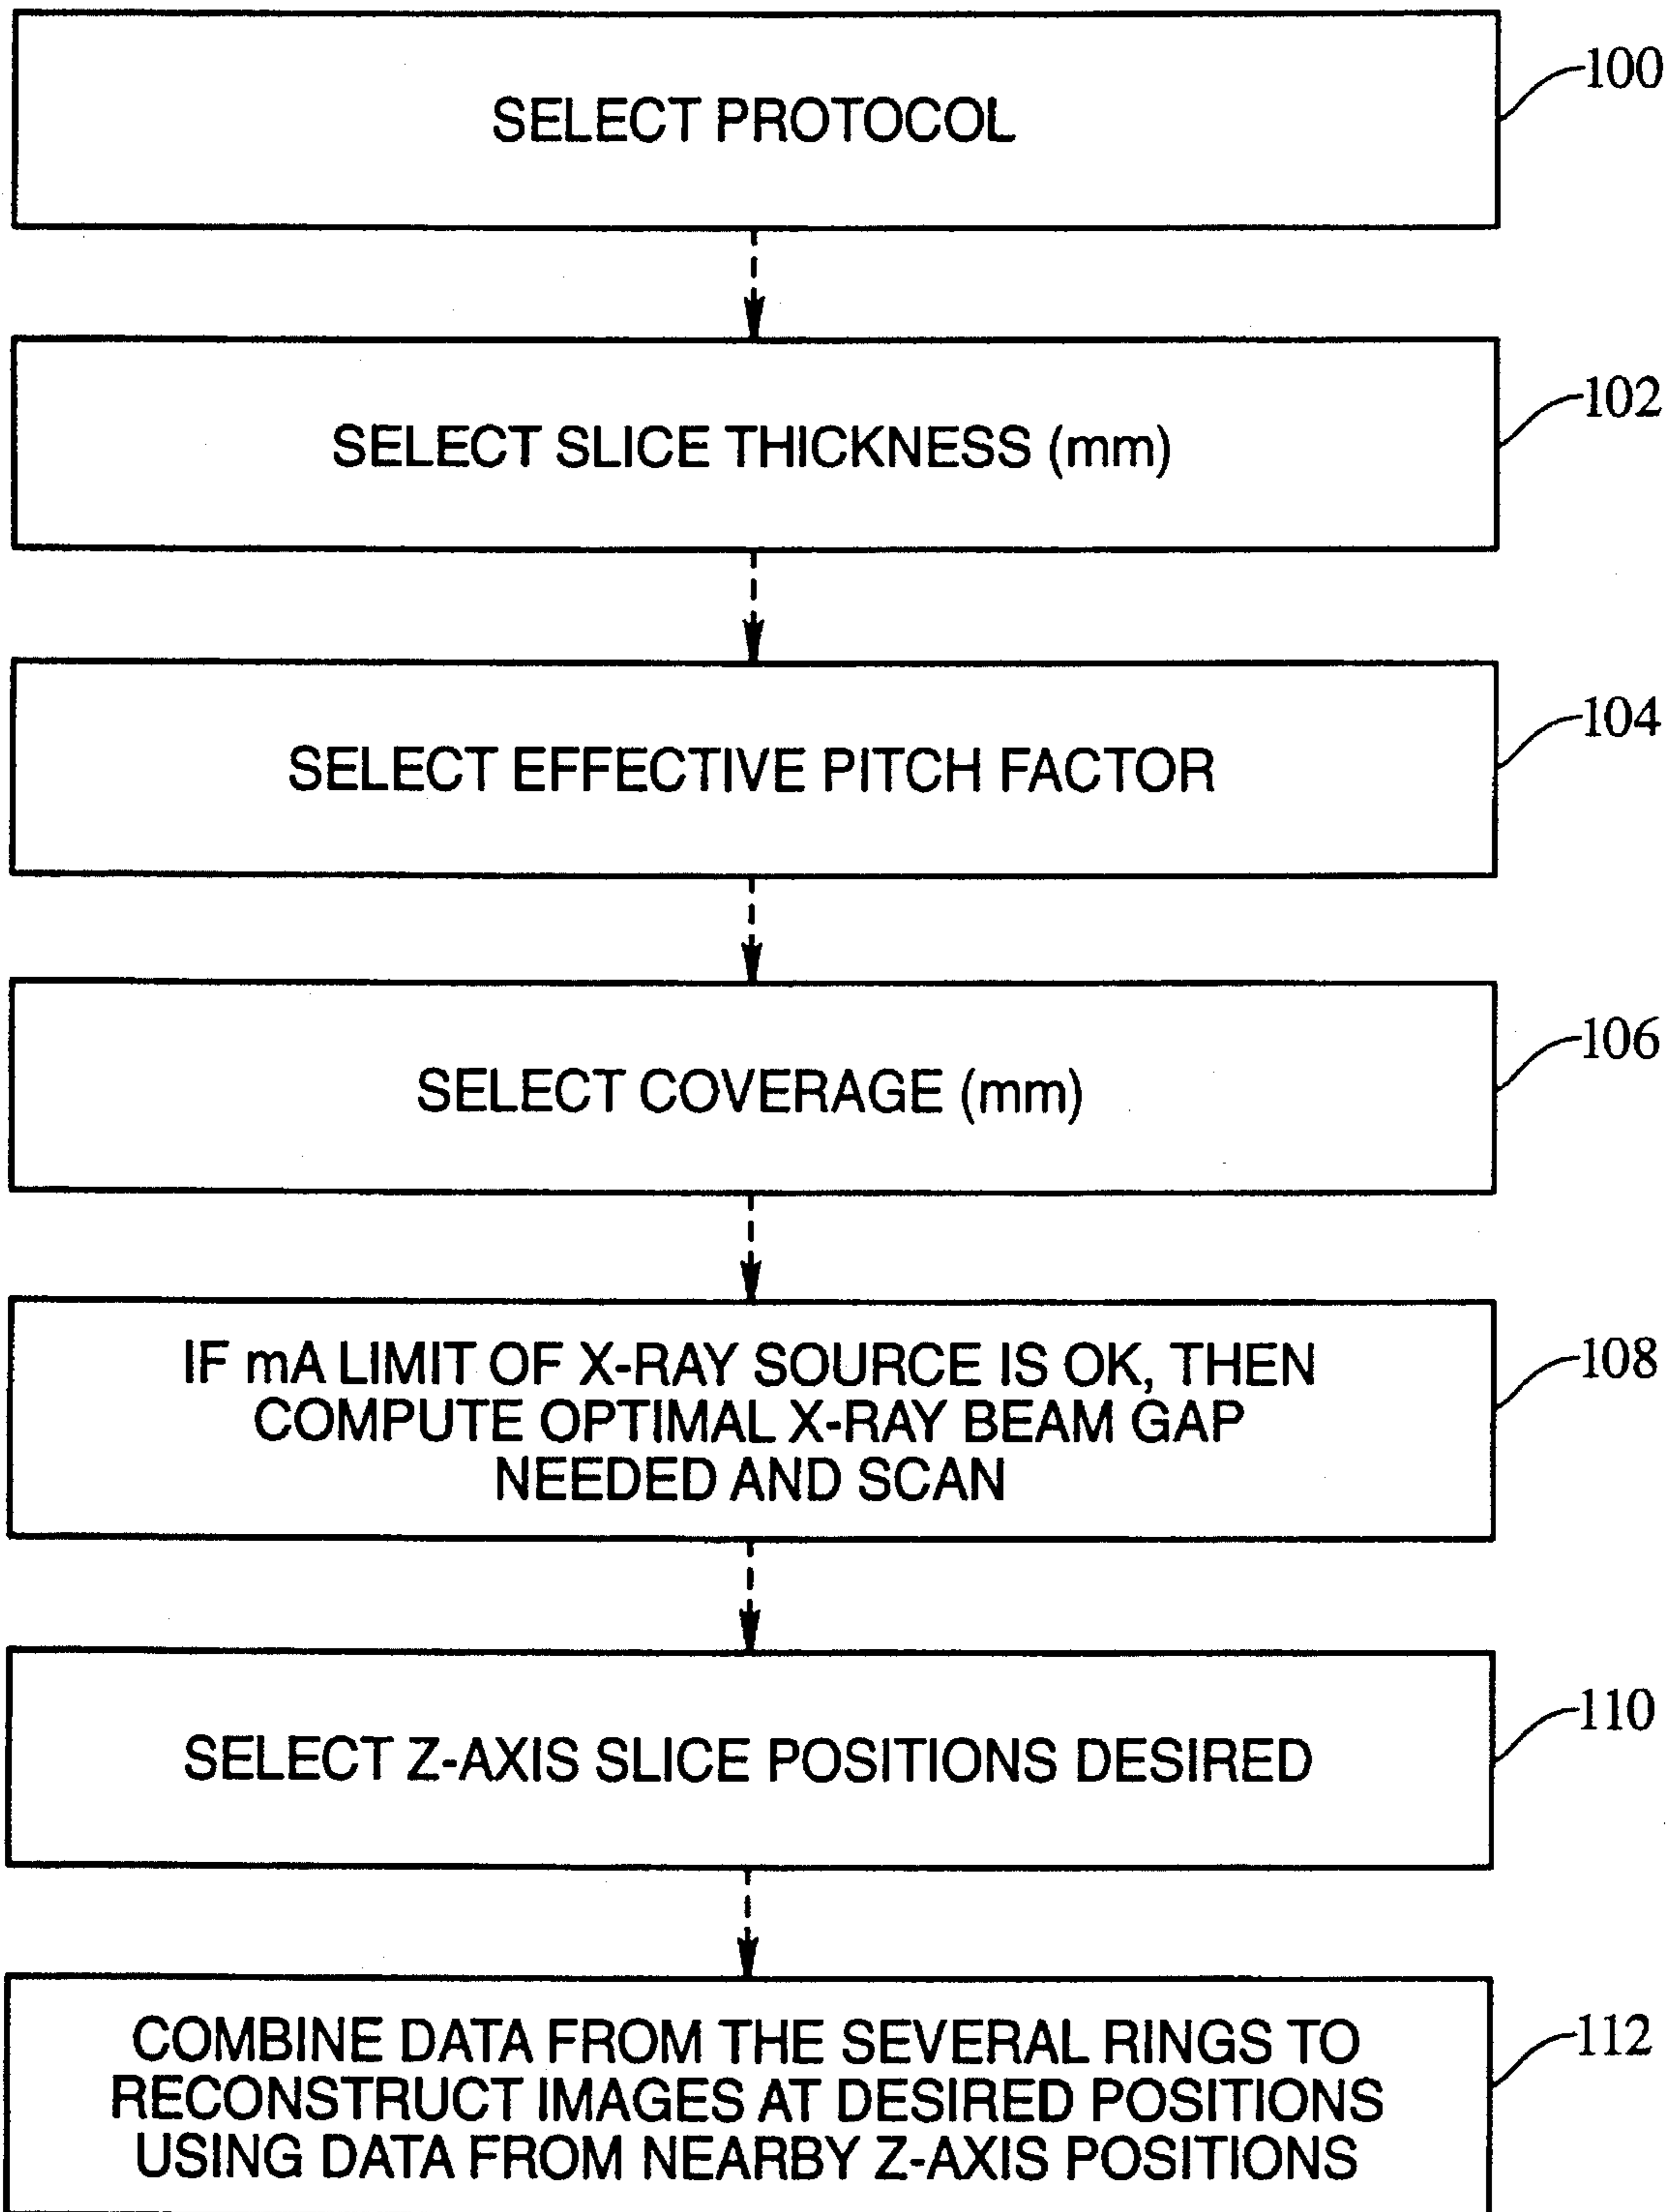 SELECT PROTOCOL
100
SELECT SLICE THICKNESS (mm)
102
SELECT EFFECTIVE PITCH FACTOR
104
SELECT COVERAGE (mm)
106
IF mA LIMIT OF X-RAY SOURCE IS OK, THEN
COMPUTE OPTIMAL X-RAY BEAM GAP
NEEDED AND SCAN
108
SELECT Z-AXIS SLICE POSITIONS DESIRED
110
COMBINE DATA FROM THE SEVERAL RINGS TO
RECONSTRUCT IMAGES AT DESIRED POSITIONS
USING DATA FROM NEARBY Z-AXIS POSITIONS
112